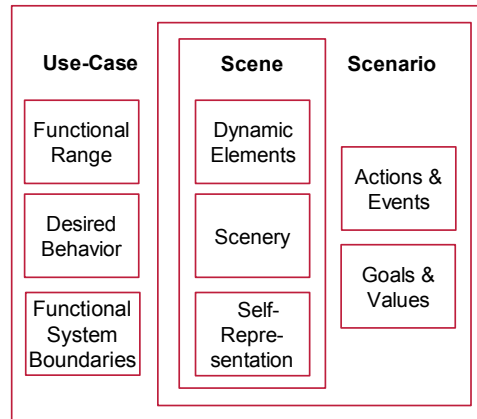 Use-Case
Functional
Range
Desired
Behavior
Functional
System
Boundaries
Scene
Dynamic
Elements
Scenery
Self-
Repre-
sentation
Scenario
Actions &
Events
Goals &
Values